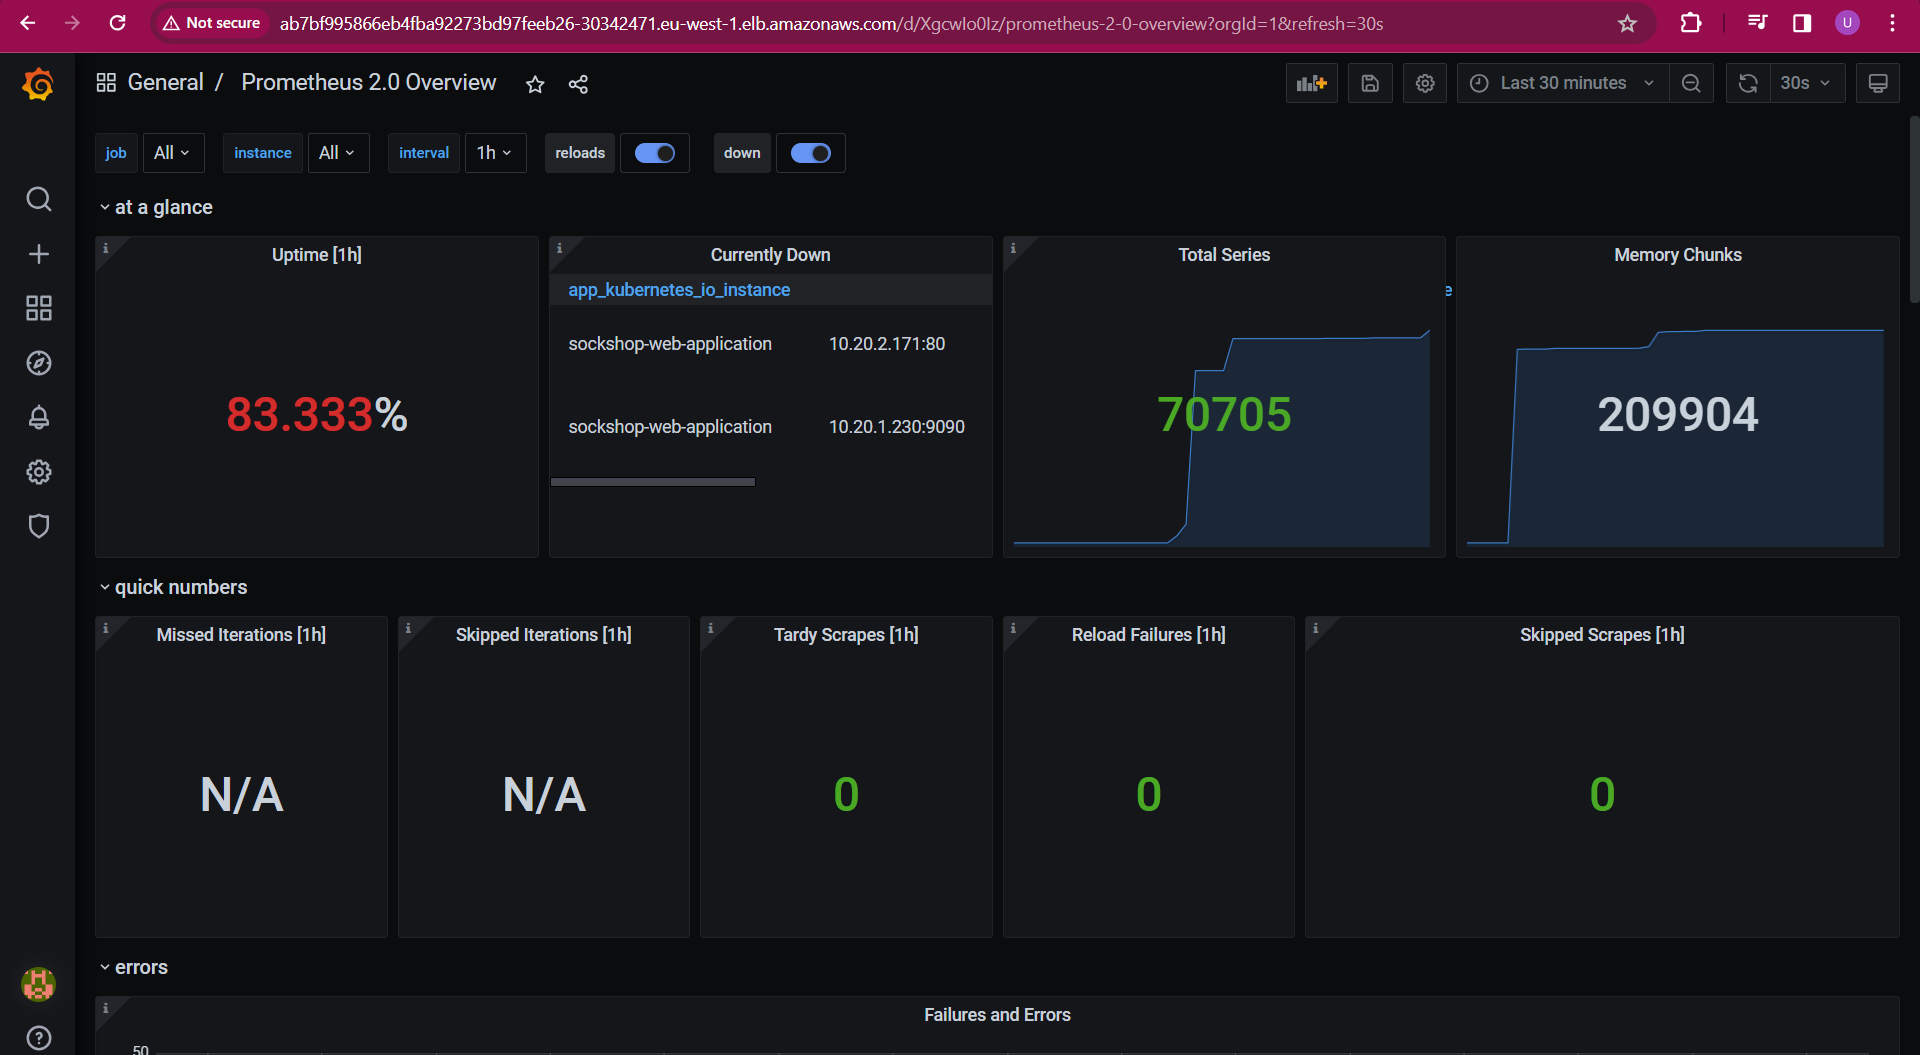 Not secure ab7bf995866eb4fba92273bd97feeb26-30342471.eu-west-1.elb.amazonaws.com/d/XgcwIo0Iz/prometheus-2-0-overview?orgId=1&refresh=30s U
General / Prometheus 2.0 Overview Last 30 minutes 30s
job All instance All interval 1h reloads down
at a glance
Uptime [1h]
83.333%
Currently Down
app_kubernetes_io_instance
sockshop-web-application 10.20.2.171:80
sockshop-web-application 10.20.1.230:9090
Total Series
70705
e
Memory Chunks
209904
quick numbers
Missed Iterations [1h]
N/A
Skipped Iterations [1h]
N/A
Tardy Scrapes [1h]
0
Reload Failures [1h]
0
Skipped Scrapes [1h]
0
errors
Failures and Errors
50